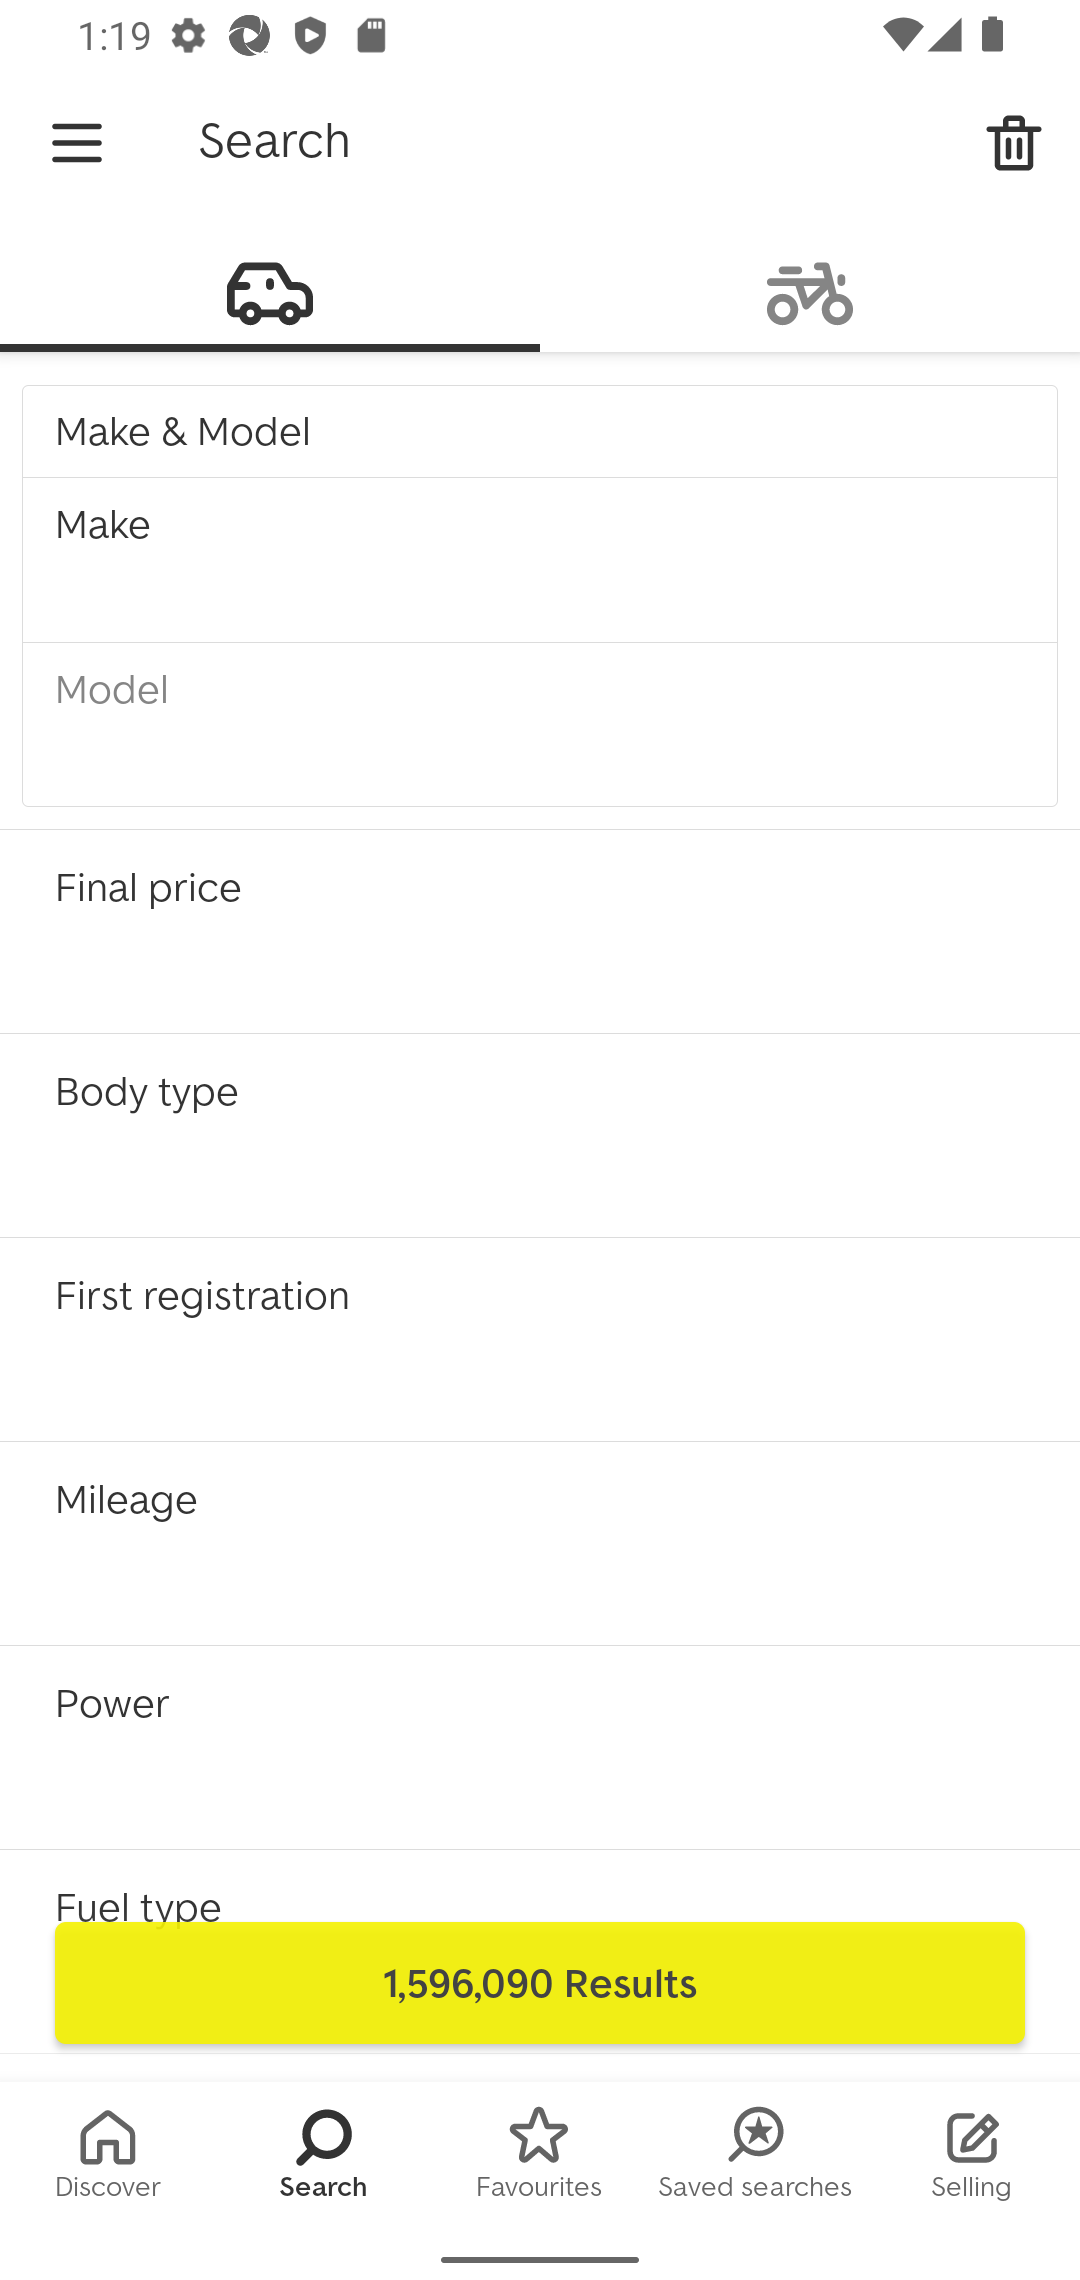 1:19
Search
Make & Model
Make
Model
Final price
Body type
First registration
Mileage
Power
Fuel type
1,596,090 Results
Discover
Search
Favourites
Saved searches
Selling